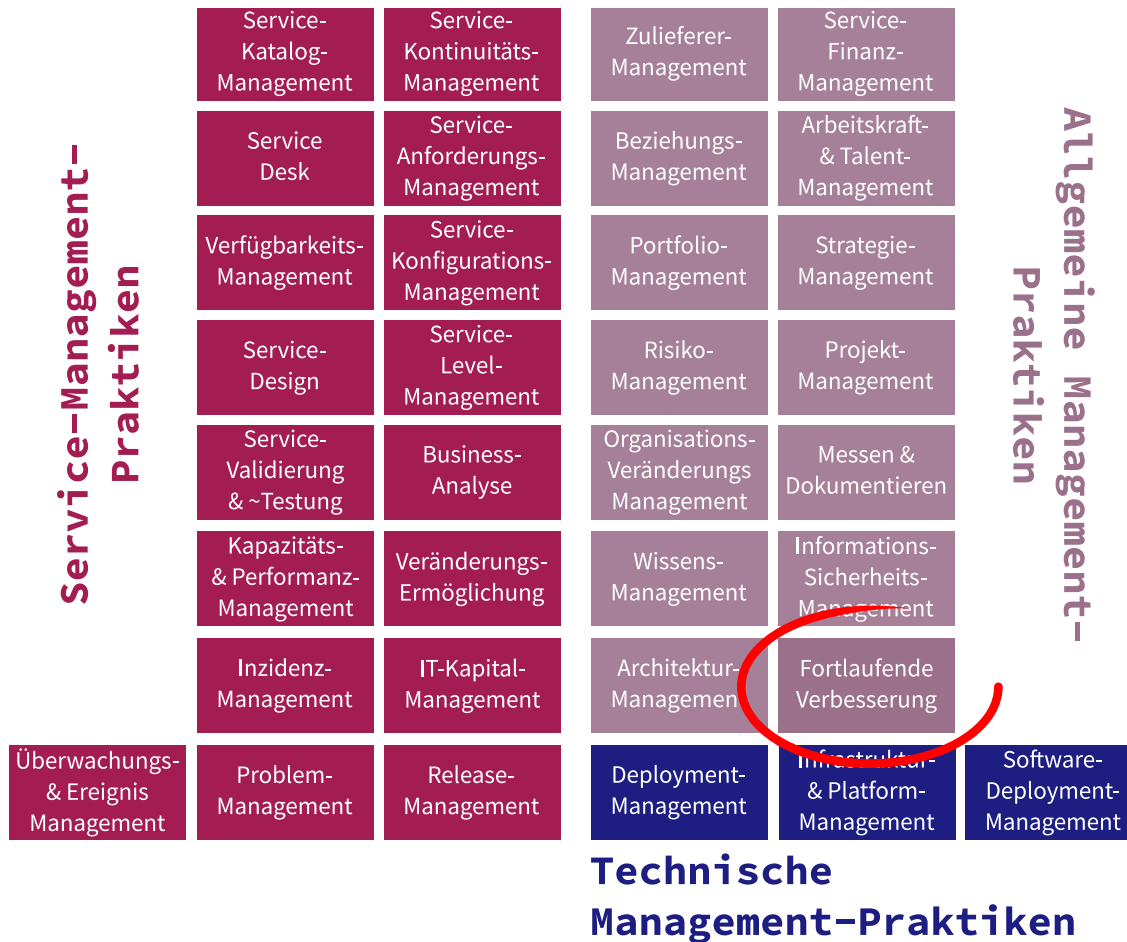 Service-Management-
Praktiken
Service-
Katalog-
Management
Service-
Kontinuitäts-
Management
Service
Desk
Service-
Anforderungs-
Management
Verfügbarkeits-
Management
Service-
Konfigurations-
Management
Service-
Design
Service-
Level-
Management
Service-
Validierung
& ~Testung
Business-
Analyse
Kapazitäts-
& Performanz-
Management
Veränderungs-
Ermöglichung
Inzidenz-
Management
IT-Kapital-
Management
Überwachungs-
& Ereignis
Management
Problem-
Management
Release-
Management
Zulieferer-
Management
Service-
Finanz-
Management
Beziehungs-
Management
Arbeitskraft-
& Talent-
Management
Portfolio-
Management
Strategie-
Management
Risiko-
Management
Projekt-
Management
Organisations-
Veränderungs
Management
Messen &
Dokumentieren
Wissens-
Management
Informations-
Sicherheits-
Management
Architektur-
Managemen
Fortlaufende
Verbesserung
Allgemeine Management-
Praktiken
Deployment-
Management
Infrastruktur-
& Platform-
Management
Software-
Deployment-
Management
Technische
Management-Praktiken